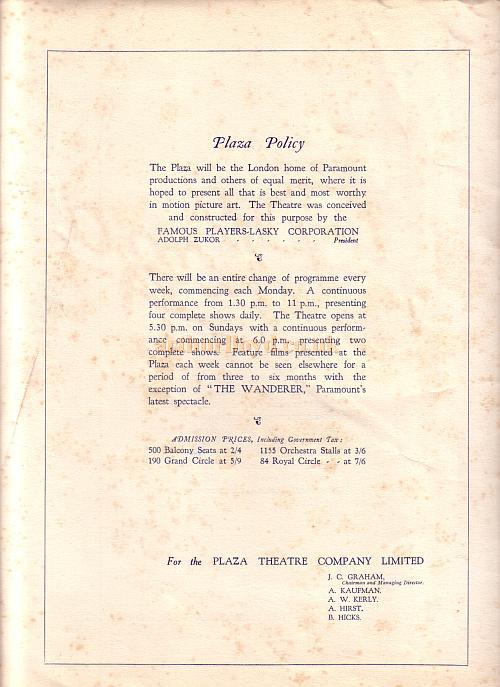 Plaza Policy
The Plaza will be the London home of Paramount
productions and others of equal merit, where it is
hoped to present all that is best and most worthy
in motion picture art. The Theatre was conceived
and constructed for this purpose by the
FAMOUS PLAYERS-LASKY CORPORATION
ADOLPH ZUKOR - - - - - - President
There will be an entire change of programme every
week, commencing each Monday. A continuous
performance from 1.30 p.m. to 11 p.m., presenting
four complete shows daily. The Theatre opens at
5.30 p.m. on Sundays with a continuous perform-
ance commencing at 6.0 p.m. presenting two
complete shows. Feature films presented at the
Plaza each week cannot be seen elsewhere for a
period of from three to six months with the
exception of "THE WANDERER," Paramount's
latest spectacle.
ADMISSION PRICES, Including Government Tax:
500 Balcony Seats at 2/4 1155 Orchestra Stalls at 3/6
190 Grand Circle at 5/9 84 Royal Circle - - at 7/6
For the PLAZA THEATRE COMPANY LIMITED
J. C. GRAHAM,
Chairman and Managing Director.
A. KAUFMAN.
A. W. KERLY.
A. HIRST.
B. HICKS.